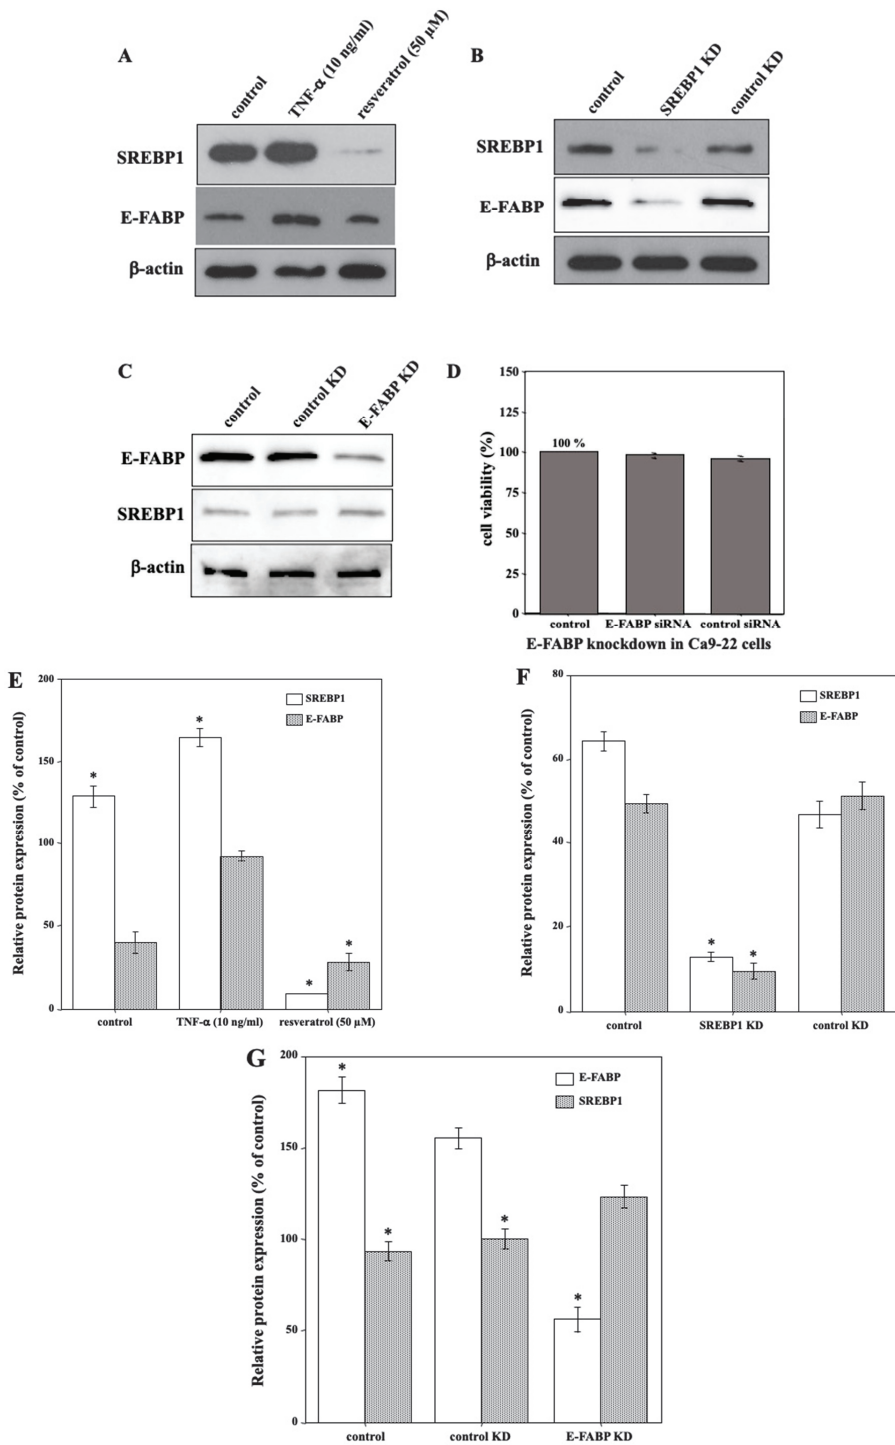 A
control
TNF-α (10 ng/ml)
resveratrol (50 μM)
SREBP1
E-FABP
β-actin
B
control
SREBP1 KD
control KD
SREBP1
E-FABP
β-actin
C
control
control KD
E-FABP KD
E-FABP
SREBP1
β-actin
D
cell viability (%)
150
125
100
75
50
25
0
100 %
control
E-FABP siRNA
control siRNA
E-FABP knockdown in Ca9-22 cells
E
Relative protein expression (% of control)
200
150
100
50
0
SREBP1
E-FABP
*
*
*
*
control
TNF-α (10 ng/ml)
resveratrol (50 μM)
F
Relative protein expression (% of control)
80
60
40
20
0
SREBP1
E-FABP
*
*
control
SREBP1 KD
control KD
G
Relative protein expression (% of control)
200
150
100
50
0
E-FABP
SREBP1
*
*
*
*
control
control KD
E-FABP KD